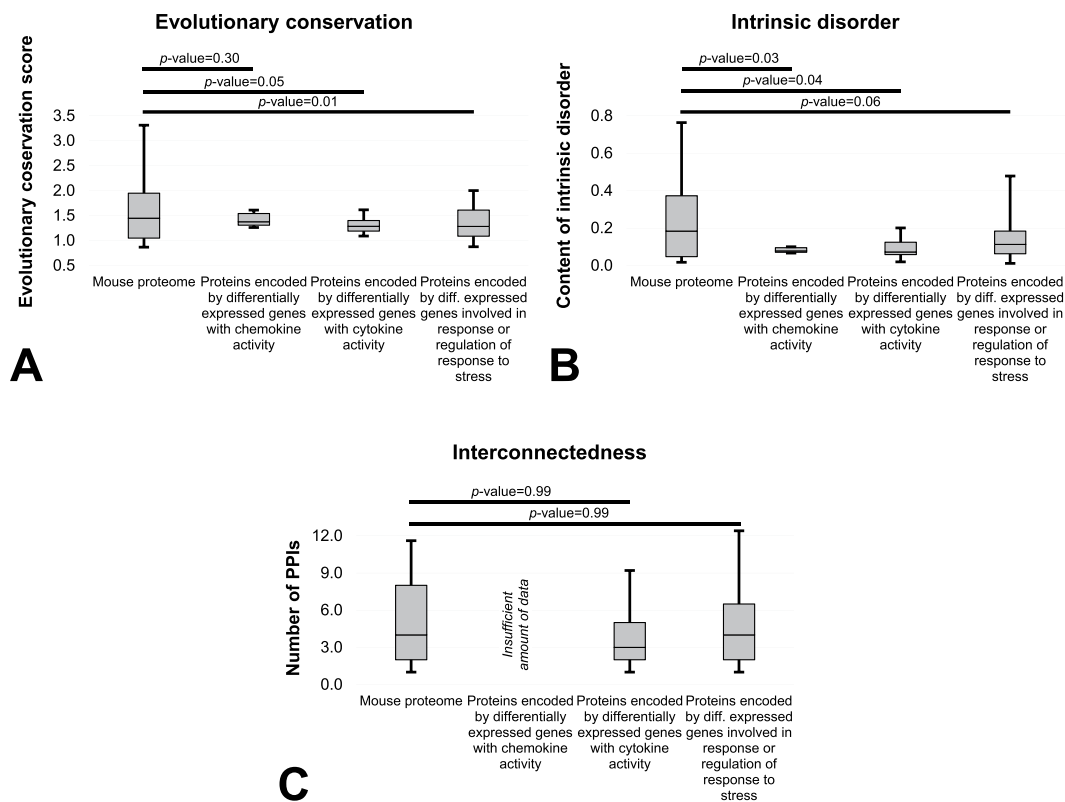 Evolutionary conservation
p-value=0.30
p-value=0.05
p-value=0.01
Evolutionary coservation score
3.5
3.0
2.5
2.0
1.5
1.0
0.5
Mouse proteome
Proteins encoded
by differentially
expressed genes
with chemokine
activity
Proteins encoded
by differentially
expressed genes
with cytokine
activity
Proteins encoded
by diff. expressed
genes involved in
response or
regulation of
response to
stress
A
Intrinsic disorder
p-value=0.03
p-value=0.04
p-value=0.06
Content of intrinsic disorder
0.8
0.6
0.4
0.2
0.0
Mouse proteome
Proteins encoded
by differentially
expressed genes
with chemokine
activity
Proteins encoded
by differentially
expressed genes
with cytokine
activity
Proteins encoded
by diff. expressed
genes involved in
response or
regulation of
response to
stress
B
Interconnectedness
p-value=0.99
p-value=0.99
Number of PPIs
12.0
9.0
6.0
3.0
0.0
Insufficient
amount of data
Mouse proteome
Proteins encoded
by differentially
expressed genes
with chemokine
activity
Proteins encoded
by differentially
expressed genes
with cytokine
activity
Proteins encoded
by diff. expressed
genes involved in
response or
regulation of
response to
stress
C